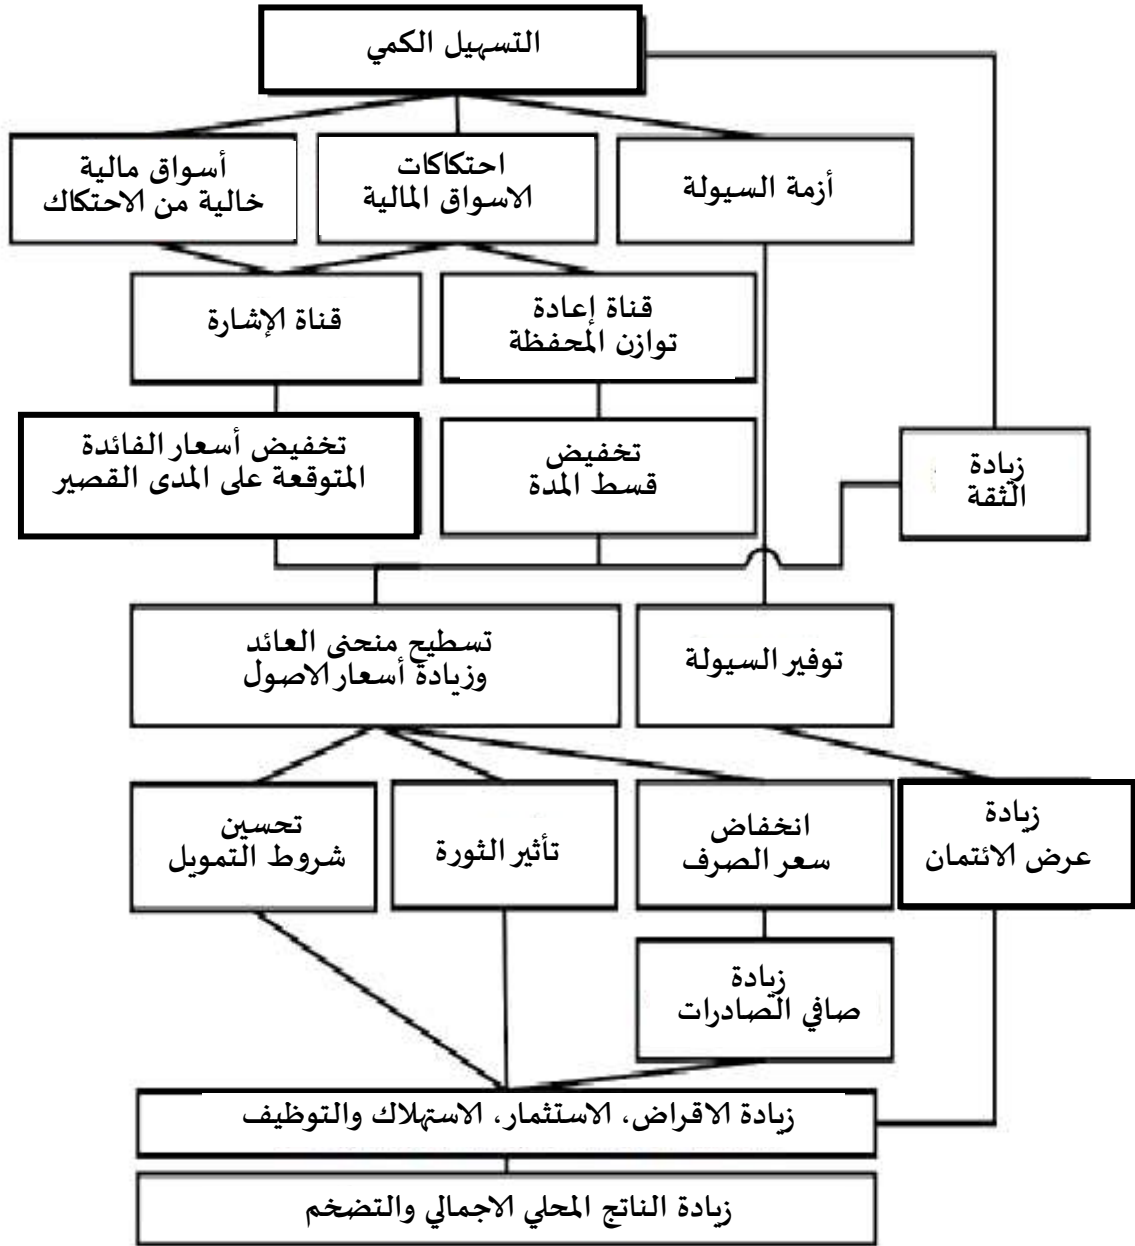 التسهيل الكمي
أزمة السيولة
احتكاكات
الاسواق المالية
أسواق مالية
خالية من الاحتكاك
قناة إعادة
توازن المحفظة
قناة الإشارة
زيادة
الثقة
تخفيض
قسط المدة
تخفيض أسعار الفائدة
المتوقعة على المدى القصير
توفير السيولة
تسطيح منحنى العائد
وزيادة أسعار الاصول
زيادة
عرض الائتمان
انخفاض
سعر الصرف
تأثير الثورة
تحسين
شروط التمويل
زيادة
صافي الصادرات
زيادة الاقراض، الاستثمار، الاستهلاك والتوظيف
زيادة الناتج المحلي الاجمالي والتضخم